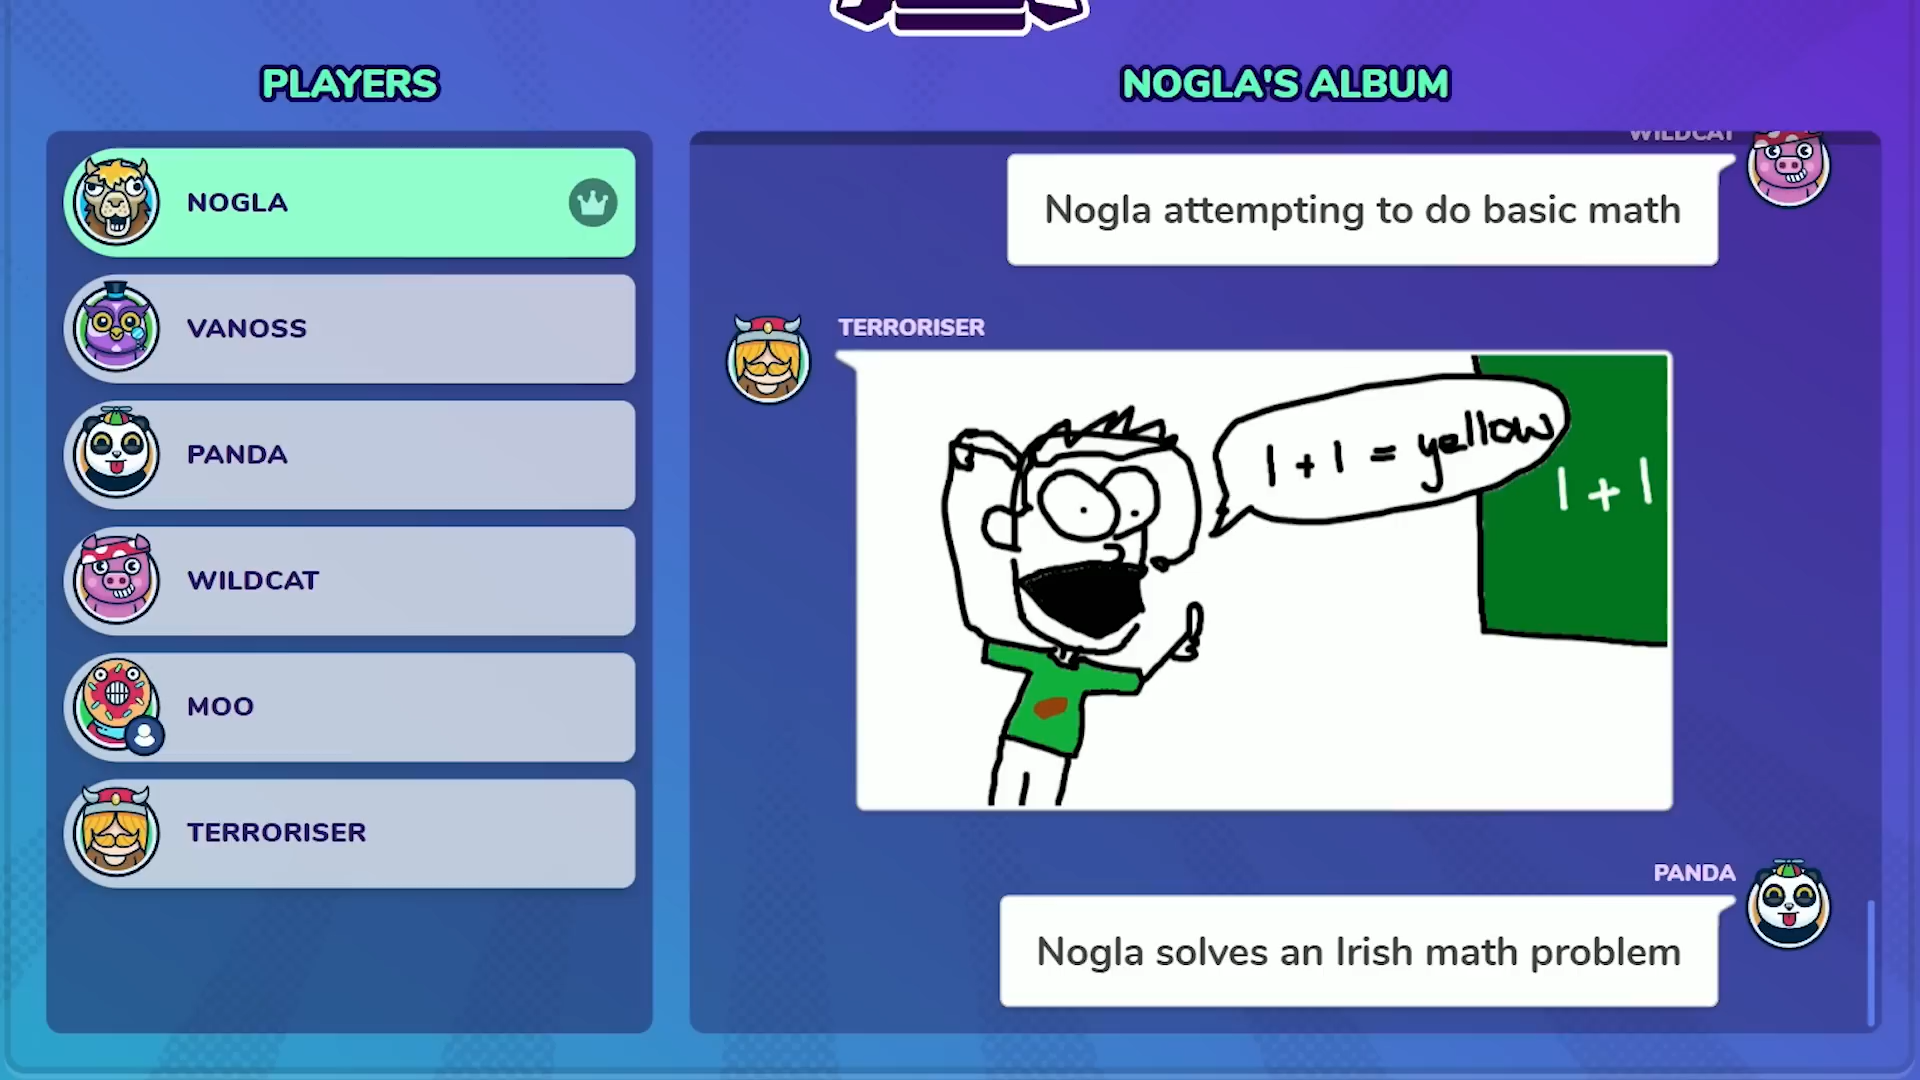 PLAYERS
NOGLA
VANOSS
PANDA
WILDCAT
MOO
TERRORISER
NOGLA'S ALBUM
WILDCAT
Nogla attempting to do basic math
TERRORISER
1 + 1 = yellow
1 + 1
PANDA
Nogla solves an Irish math problem